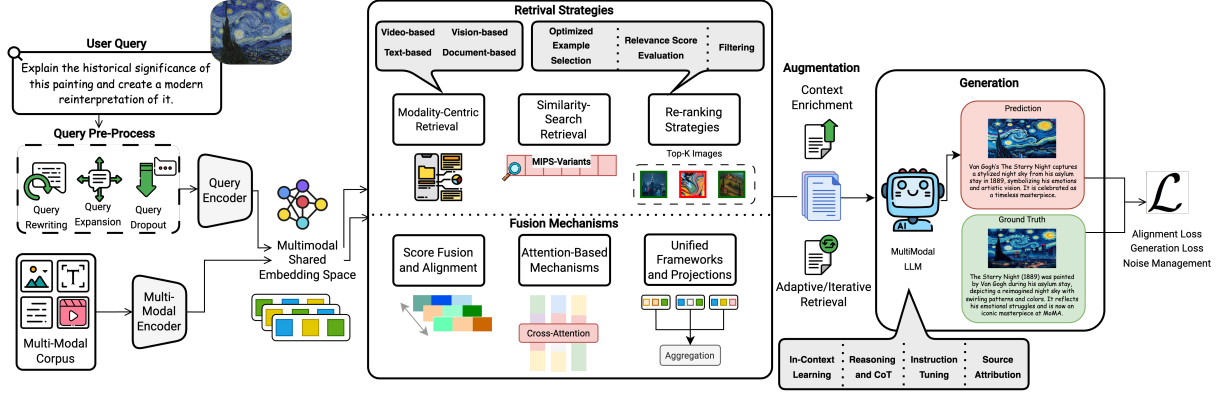 User Query
Explain the historical significance of
this painting and create a modern
reinterpretation of it.
Query Pre-Process
Query
Rewriting
Query
Expansion
Query
Dropout
Query
Encoder
Multi-Modal
Corpus
Multi-
Modal
Encoder
Multimodal
Shared
Embedding Space
Retrival Strategies
Video-based
Vision-based
Text-based
Document-based
Optimized
Example
Selection
Relevance Score
Evaluation
Filtering
Modality-Centric
Retrieval
Similarity-
Search
Retrieval
Re-ranking
Strategies
MIPS-Variants
Top-K Images
Fusion Mechanisms
Score Fusion
and Alignment
Attention-Based
Mechanisms
Unified
Frameworks
and Projections
Cross-Attention
Aggregation
Augmentation
Context
Enrichment
Adaptive/Iterative
Retrieval
Generation
AI
MultiModal
LLM
Prediction
Van Gogh's The Starry Night captures
a stylized night sky from his asylum
stay in 1889, symbolizing his emotions
and artistic vision. It is celebrated as
a timeless masterpiece.
Ground Truth
The Starry Night (1889) was painted
by Van Gogh during his asylum stay,
depicting a reimagined night sky with
swirling patterns and colors. It reflects
his emotional struggles and is now an
iconic masterpiece at MoMA.
In-Context
Learning
Reasoning
and CoT
Instruction
Tuning
Source
Attribution
ℒ
Alignment Loss
Generation Loss
Noise Management